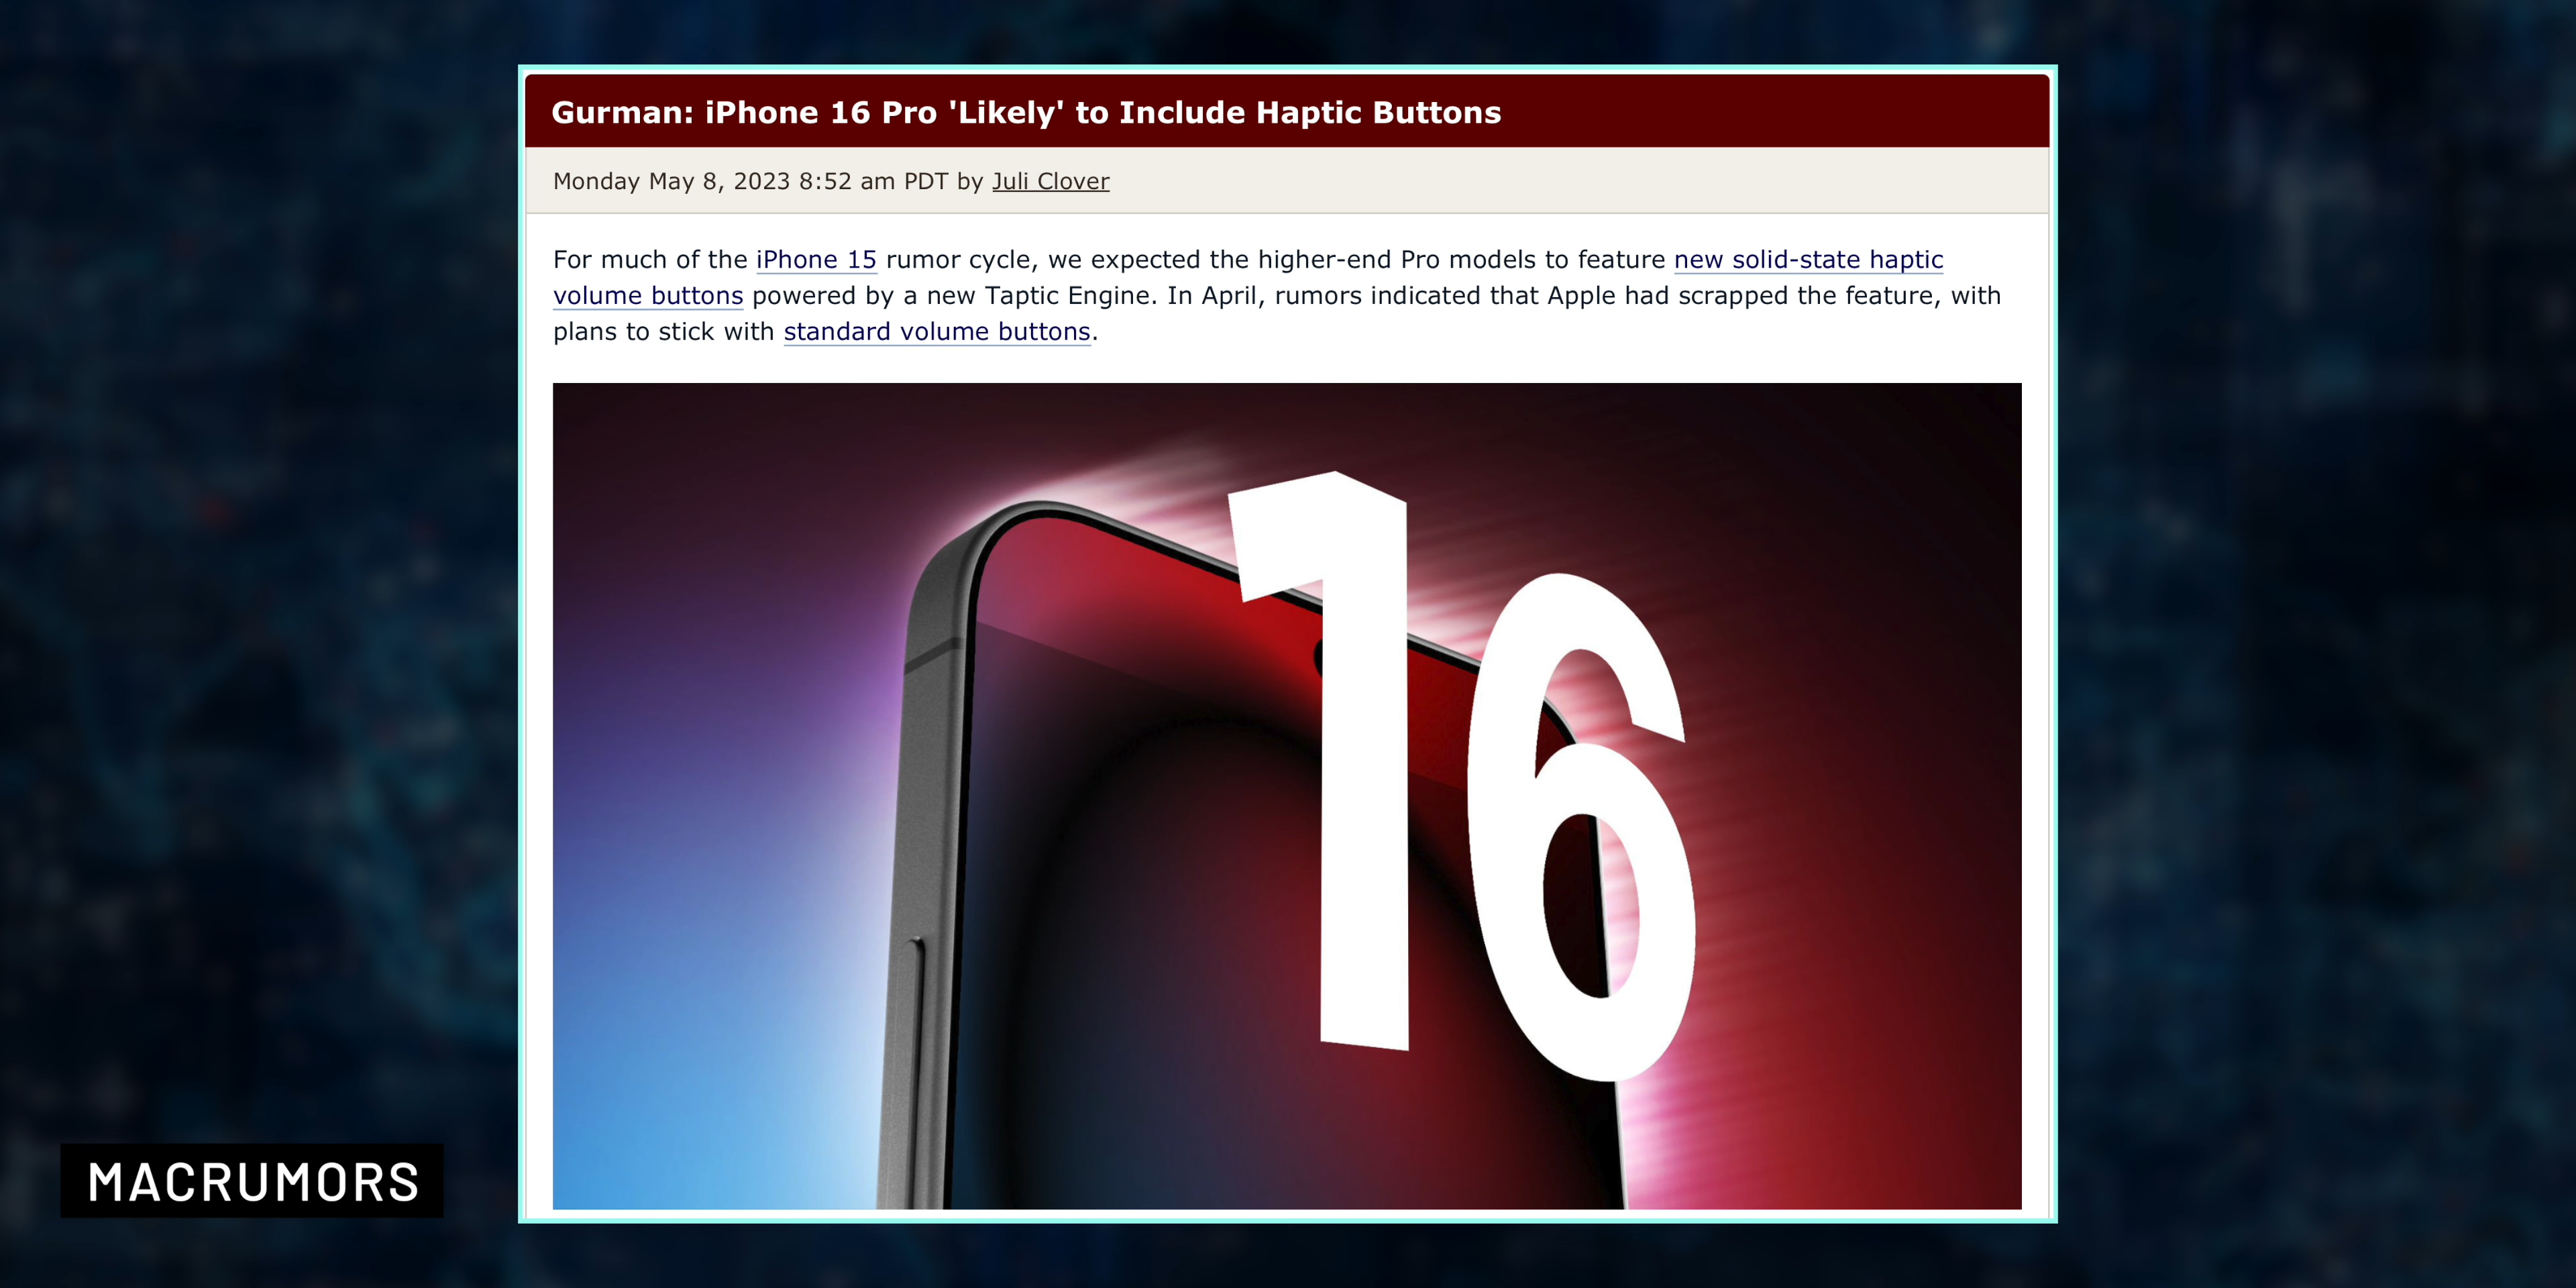 Gurman: iPhone 16 Pro 'Likely' to Include Haptic Buttons
Monday May 8, 2023 8:52 am PDT by Juli Clover
For much of the iPhone 15 rumor cycle, we expected the higher-end Pro models to feature new solid-state haptic
volume buttons powered by a new Taptic Engine. In April, rumors indicated that Apple had scrapped the feature, with
plans to stick with standard volume buttons.
16
MACRUMORS